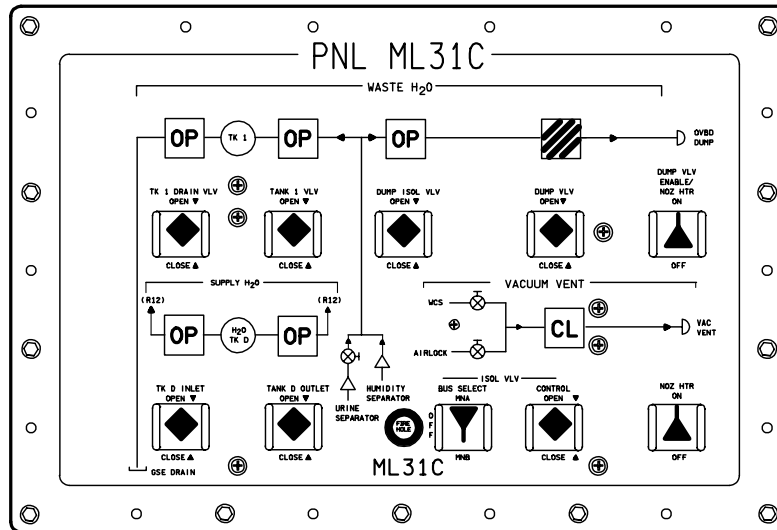 PNL ML31C
WASTE H₂O
OP TK 1 OP OP OVBD
DUMP
TK 1 DRAIN VLV
OPEN ▼
CLOSE ▲
TANK 1 VLV
OPEN ▼
CLOSE ▲
DUMP ISOL VLV
OPEN ▼
CLOSE ▲
DUMP VLV
OPEN ▼
CLOSE ▲
DUMP VLV
ENABLE/
NOZ HTR
ON
OFF
SUPPLY H₂O
(R12) (R12)
OP H₂O
TK D OP
VACUUM VENT
WCS
AIRLOCK
CL
VAC
VENT
URINE
SEPARATOR
HUMIDITY
SEPARATOR
TK D INLET
OPEN ▼
CLOSE ▲
TANK D OUTLET
OPEN ▼
CLOSE ▲
FIRE
HOLE
ISOL VLV
BUS SELECT
MNA
OFF
MNB
CONTROL
OPEN ▼
CLOSE ▲
NOZ HTR
ON
OFF
GSE DRAIN
ML31C